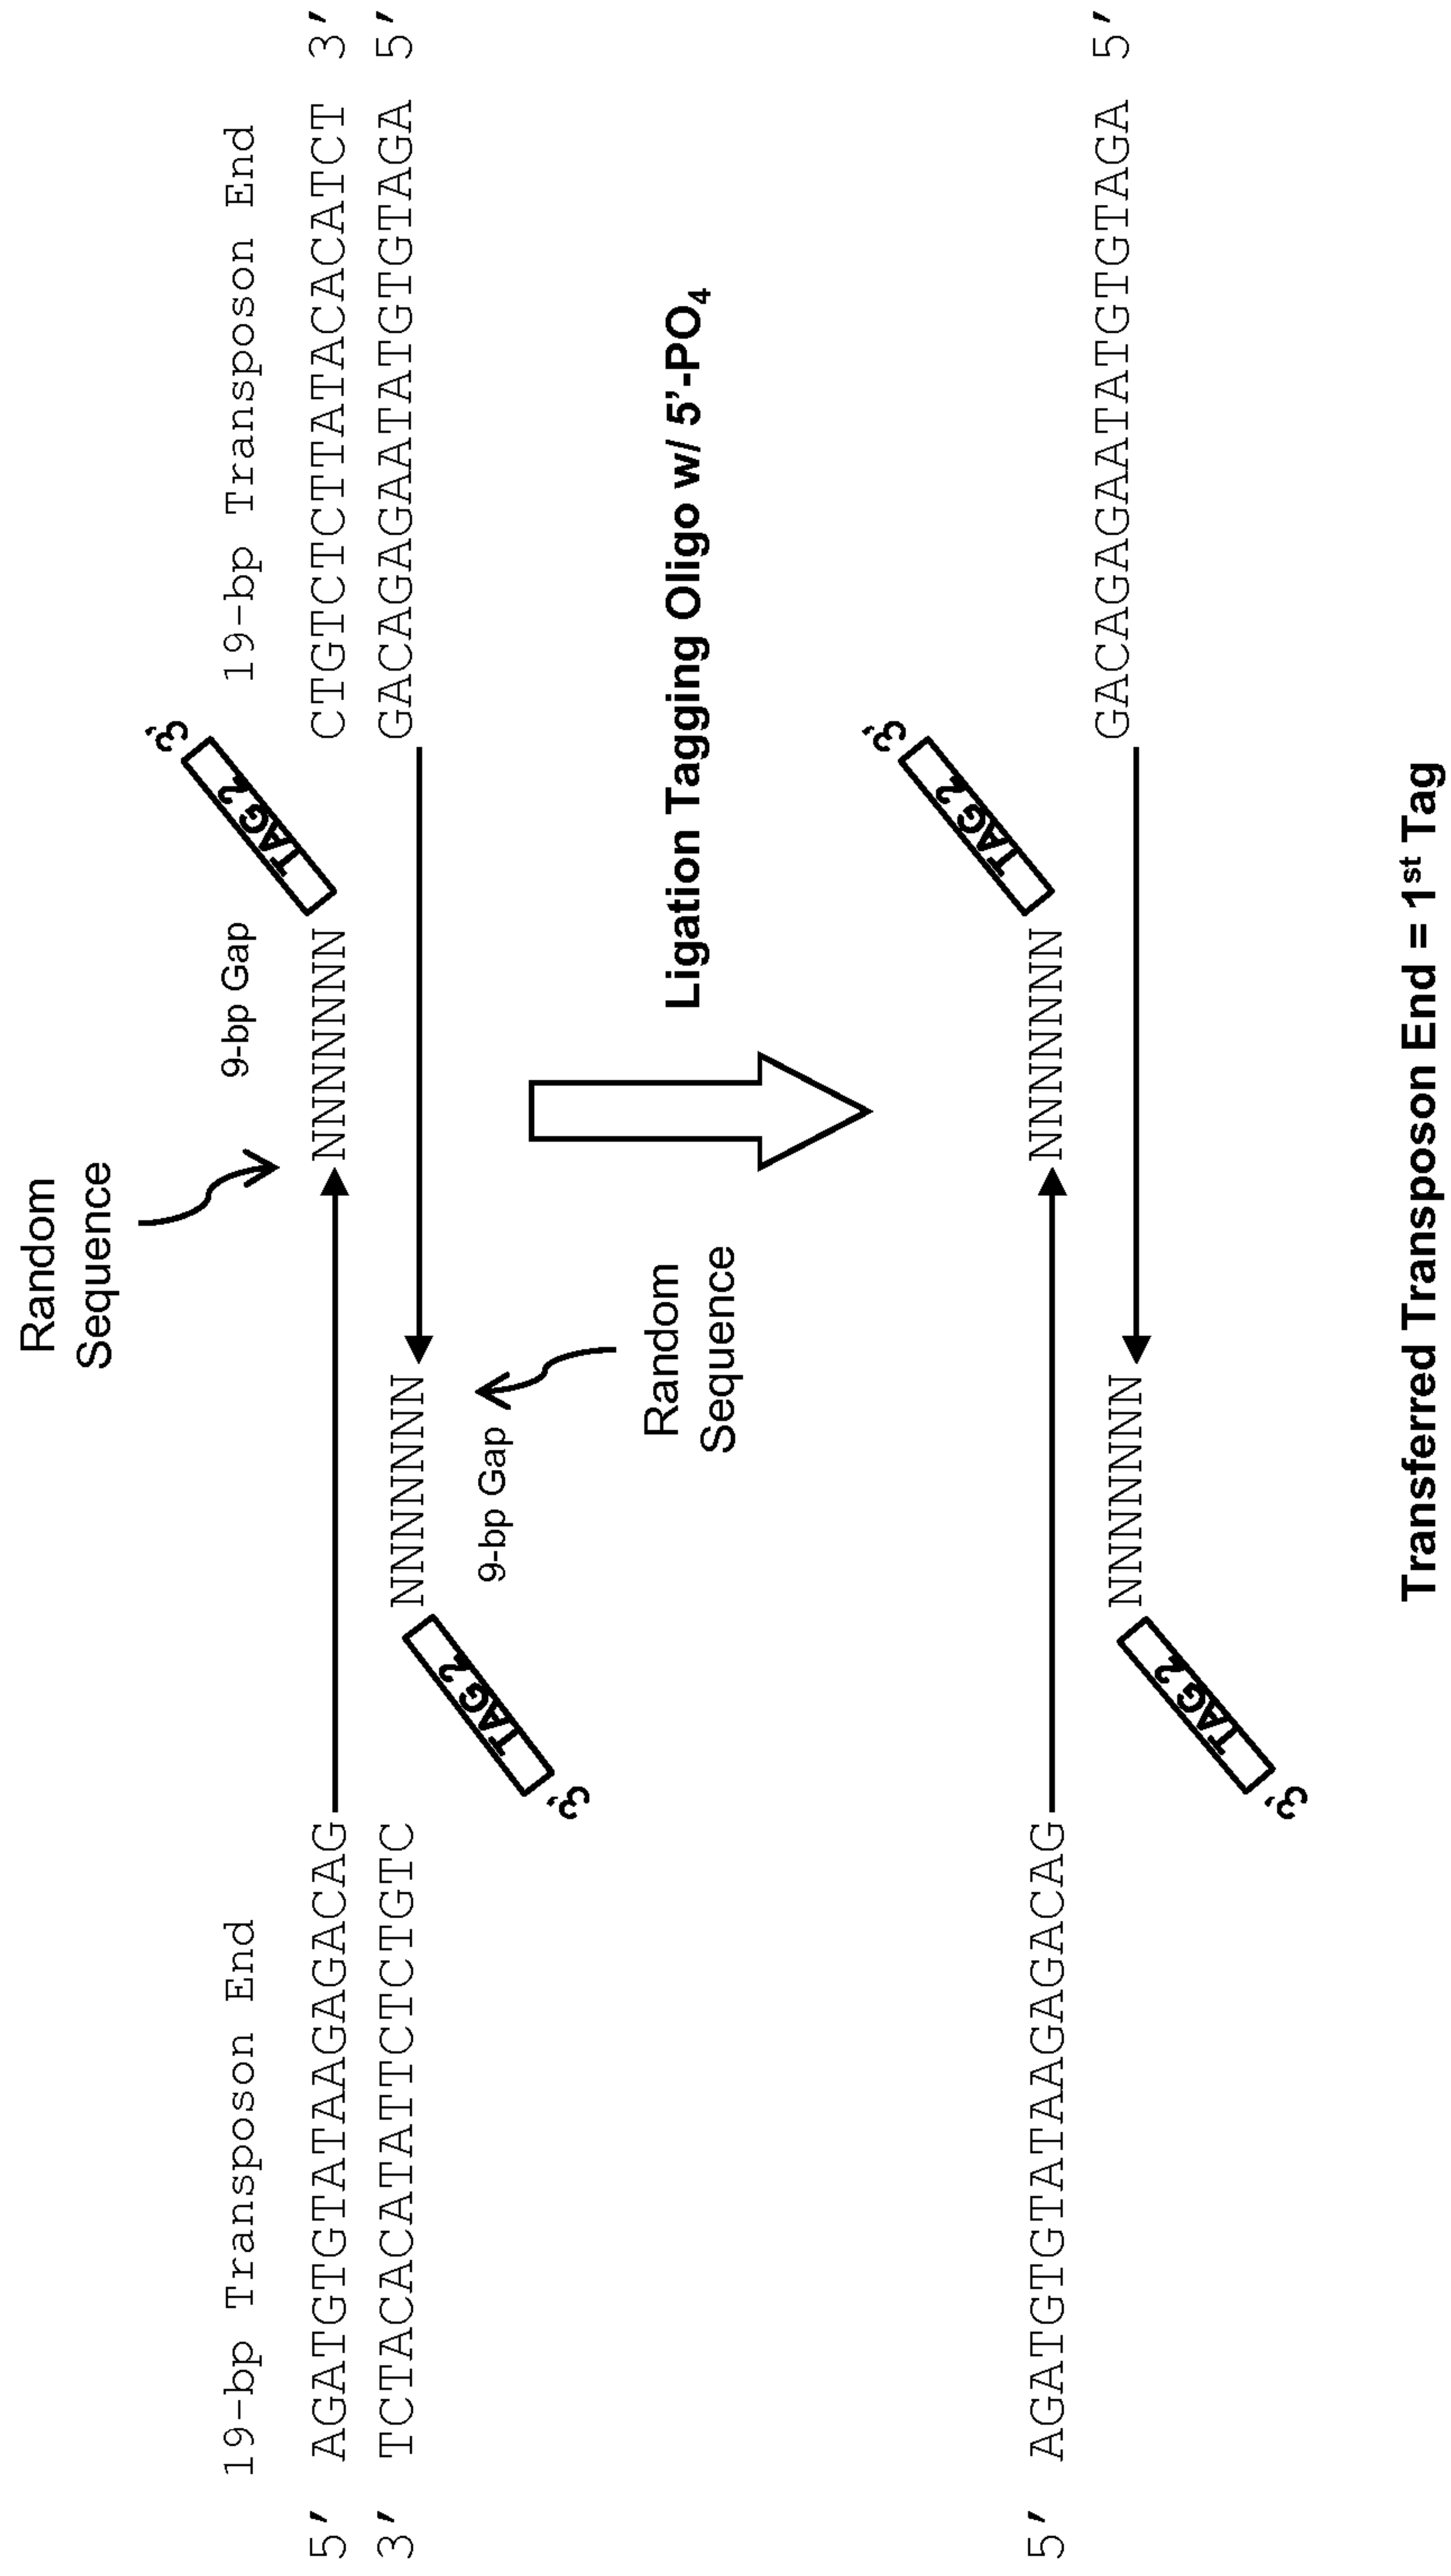 Random
Sequence
19-bp Transposon End
9-bp Gap
TAG 2
3'
19-bp Transposon End
5' AGATGTGTATAAGAGACAG
NNNNNNN
CTGTCTCTTATACACATCT 3'
3' TCTACACATATTCTCTGTC
NNNNNNN
GACAGAGAATATGTGTAGA 5'
TAG 2
3'
9-bp Gap
Random
Sequence
Ligation Tagging Oligo w/ 5'-PO4
TAG 2
3'
5' AGATGTGTATAAGAGACAG
NNNNNNN
NNNNNNN
GACAGAGAATATGTGTAGA 5'
TAG 2
3'
Transferred Transposon End = 1st Tag